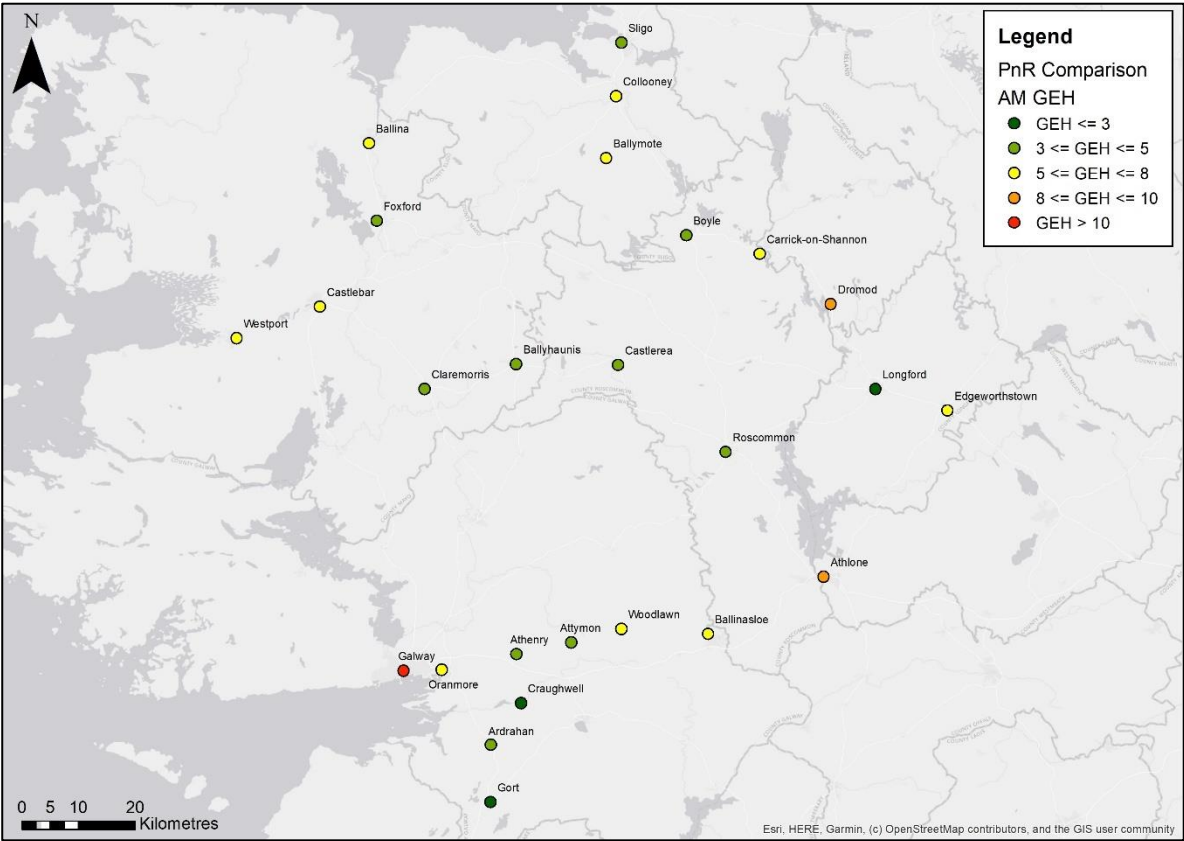 N
Sligo
Legend
PnR Comparison
AM GEH
GEH <= 3
3 <= GEH <= 5
5 <= GEH <= 8
8 <= GEH <= 10
GEH > 10
Collooney
Ballina
Ballymote
Foxford
Boyle
Carrick-on-Shannon
Dromod
Castlebar
Westport
Ballyhaunis
Castlerea
Claremorris
Longford
Edgeworthstown
Roscommon
Athlone
Woodlawn
Ballinasloe
Attymon
Athenry
Galway
Oranmore
Craughwell
Ardrahan
Gort
0 5 10 20
Kilometres
Esri, HERE, Garmin, (c) OpenStreetMap contributors, and the GIS user community